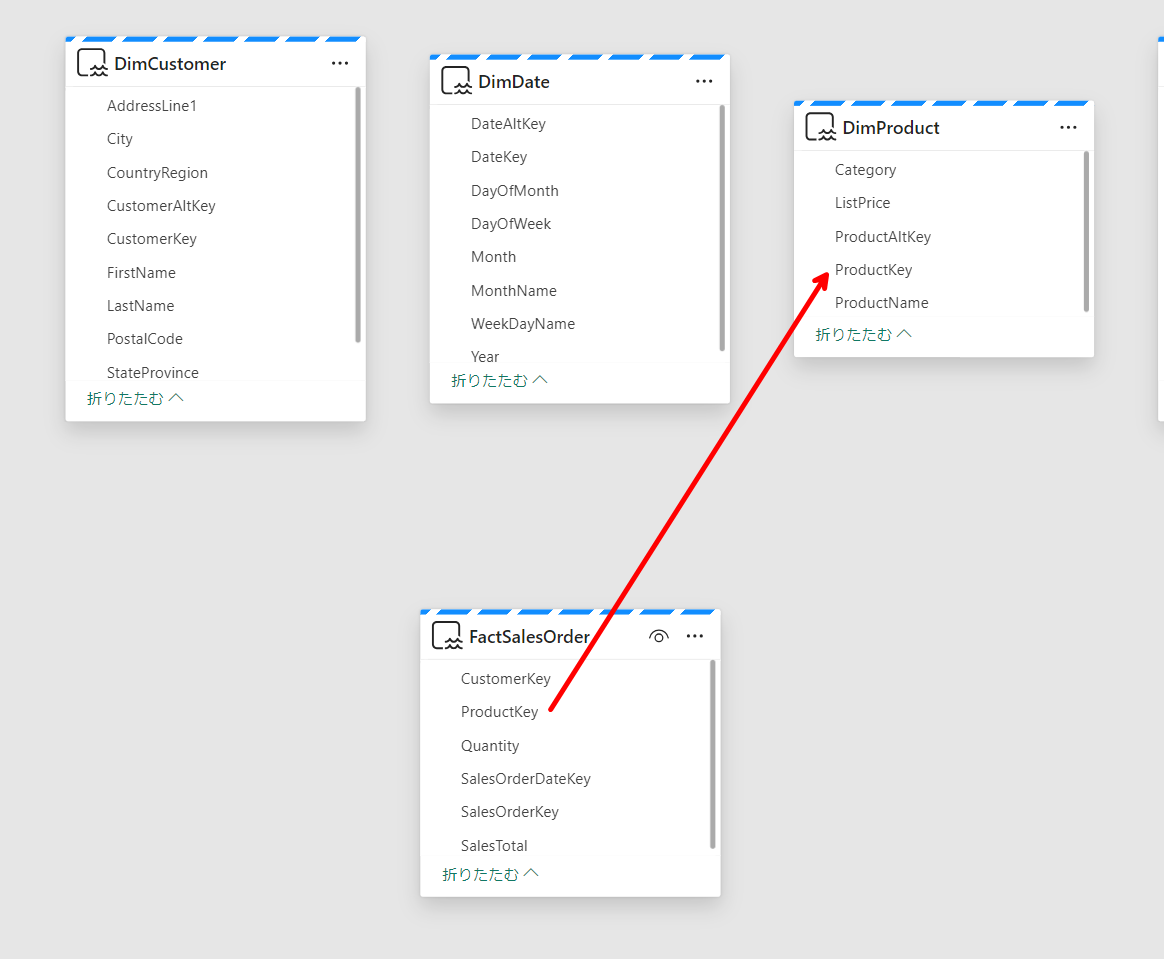 DimCustomer
AddressLine1
City
CountryRegion
CustomerAltKey
CustomerKey
FirstName
LastName
PostalCode
StateProvince
折りたたむ
DimDate
DateAltKey
DateKey
DayOfMonth
DayOfWeek
Month
MonthName
WeekDayName
Year
折りたたむ
DimProduct
Category
ListPrice
ProductAltKey
ProductKey
ProductName
折りたたむ
FactSalesOrder
CustomerKey
ProductKey
Quantity
SalesOrderDateKey
SalesOrderKey
SalesTotal
折りたたむ